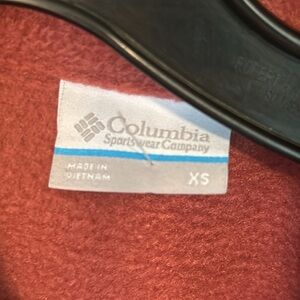 Columbia
Sportswear Company
MADE IN
VIETNAM
XS